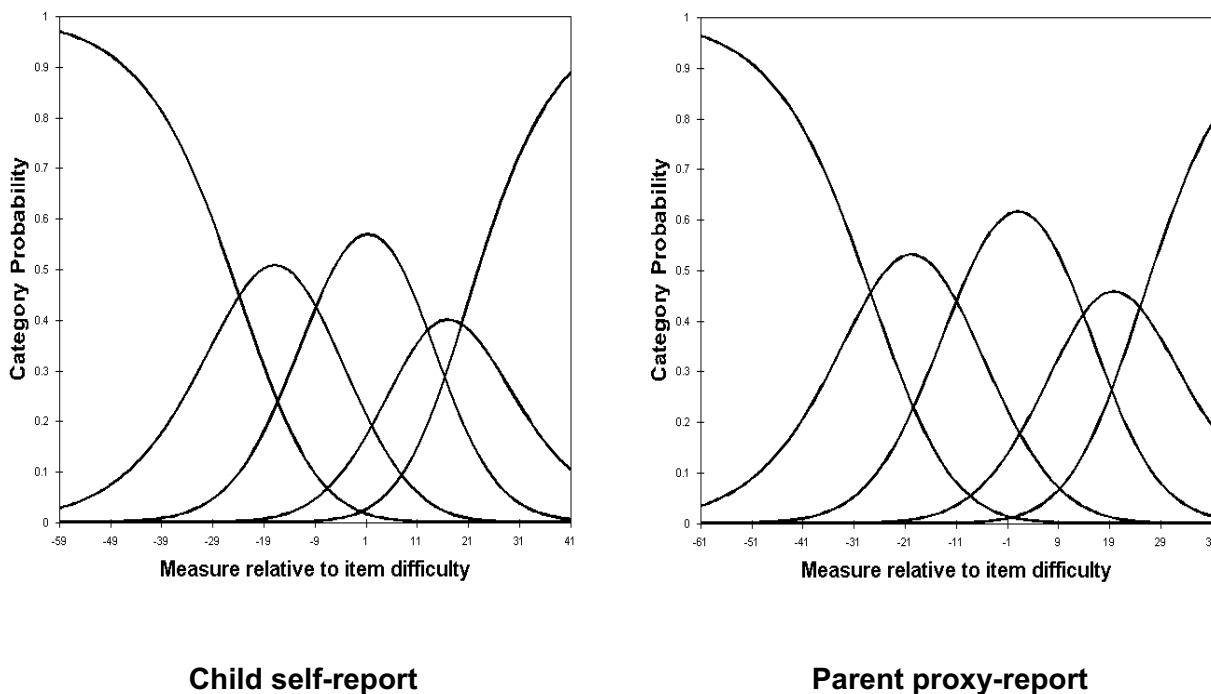 1
0.9
0.8
0.7
0.6
0.5
0.4
0.3
0.2
0.1
0
Category Probability
-59 -49 -39 -29 -19 -9 1 11 21 31 41
Measure relative to item difficulty
Child self-report
1
0.9
0.8
0.7
0.6
0.5
0.4
0.3
0.2
0.1
0
Category Probability
-61 -51 -41 -31 -21 -11 -1 9 19 29
Measure relative to item difficulty
Parent proxy-report